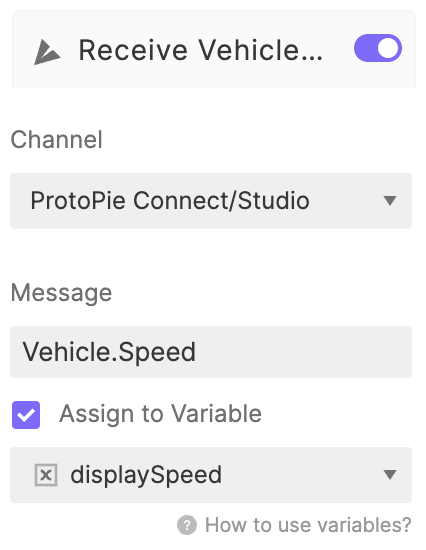 Receive Vehicle...
Channel
ProtoPie Connect/Studio
Message
Vehicle.Speed
Assign to Variable
displaySpeed
? How to use variables?